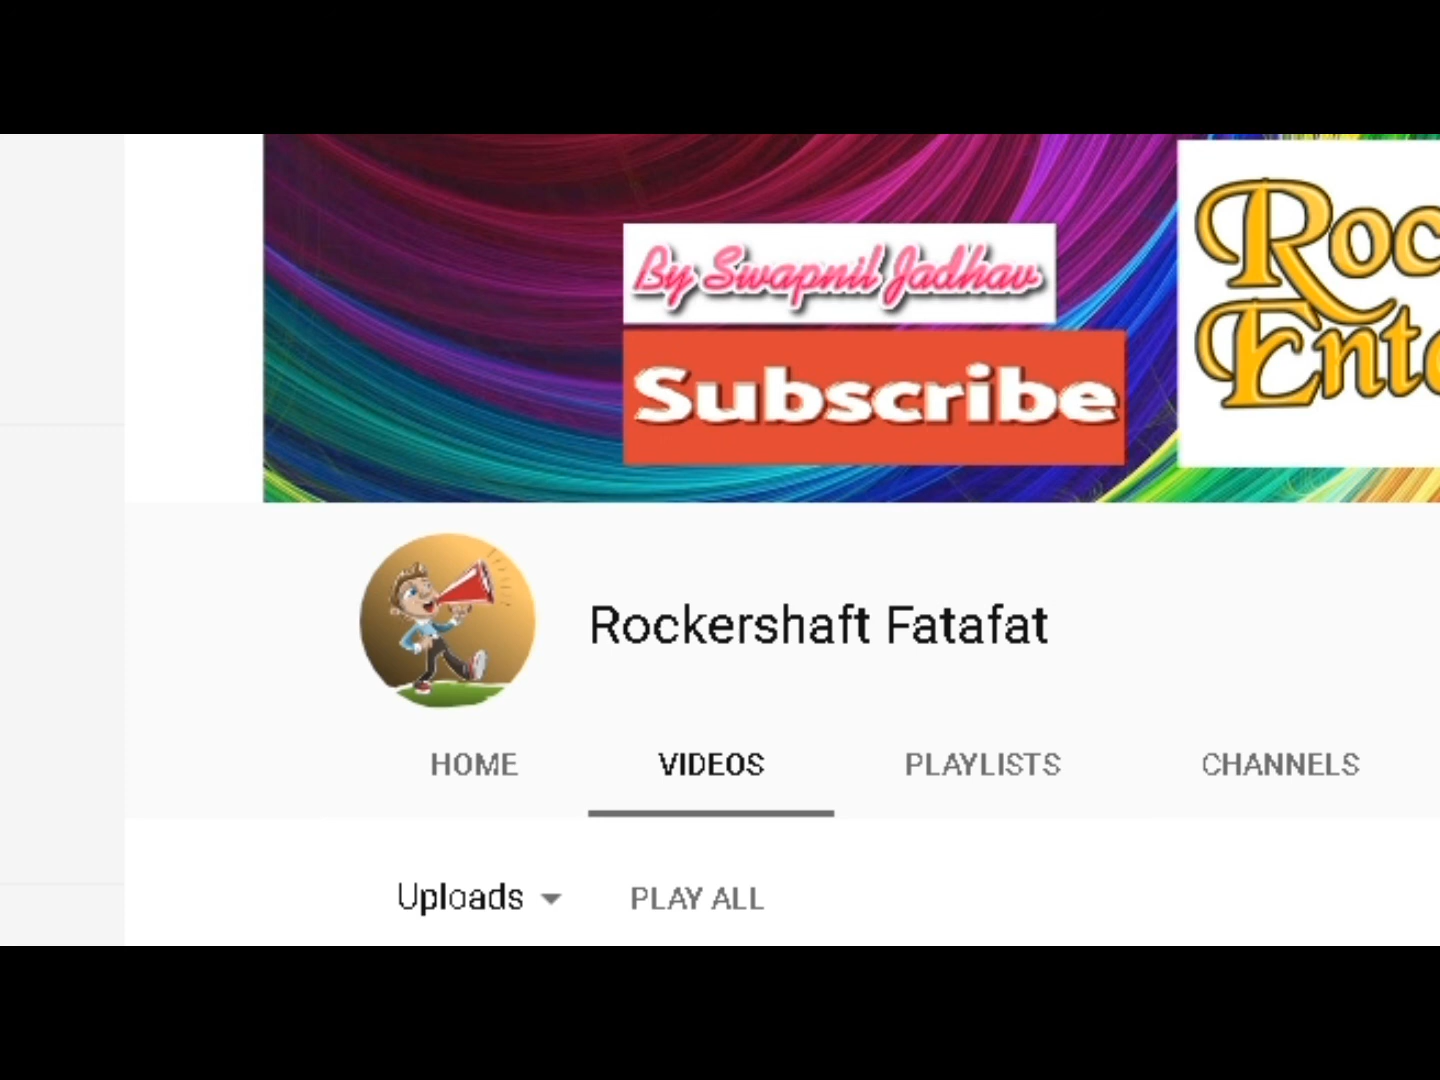 By Swapnil Jadhav
Subscribe
Rockershaft Fatafat
HOME VIDEOS PLAYLISTS CHANNELS
Uploads PLAY ALL